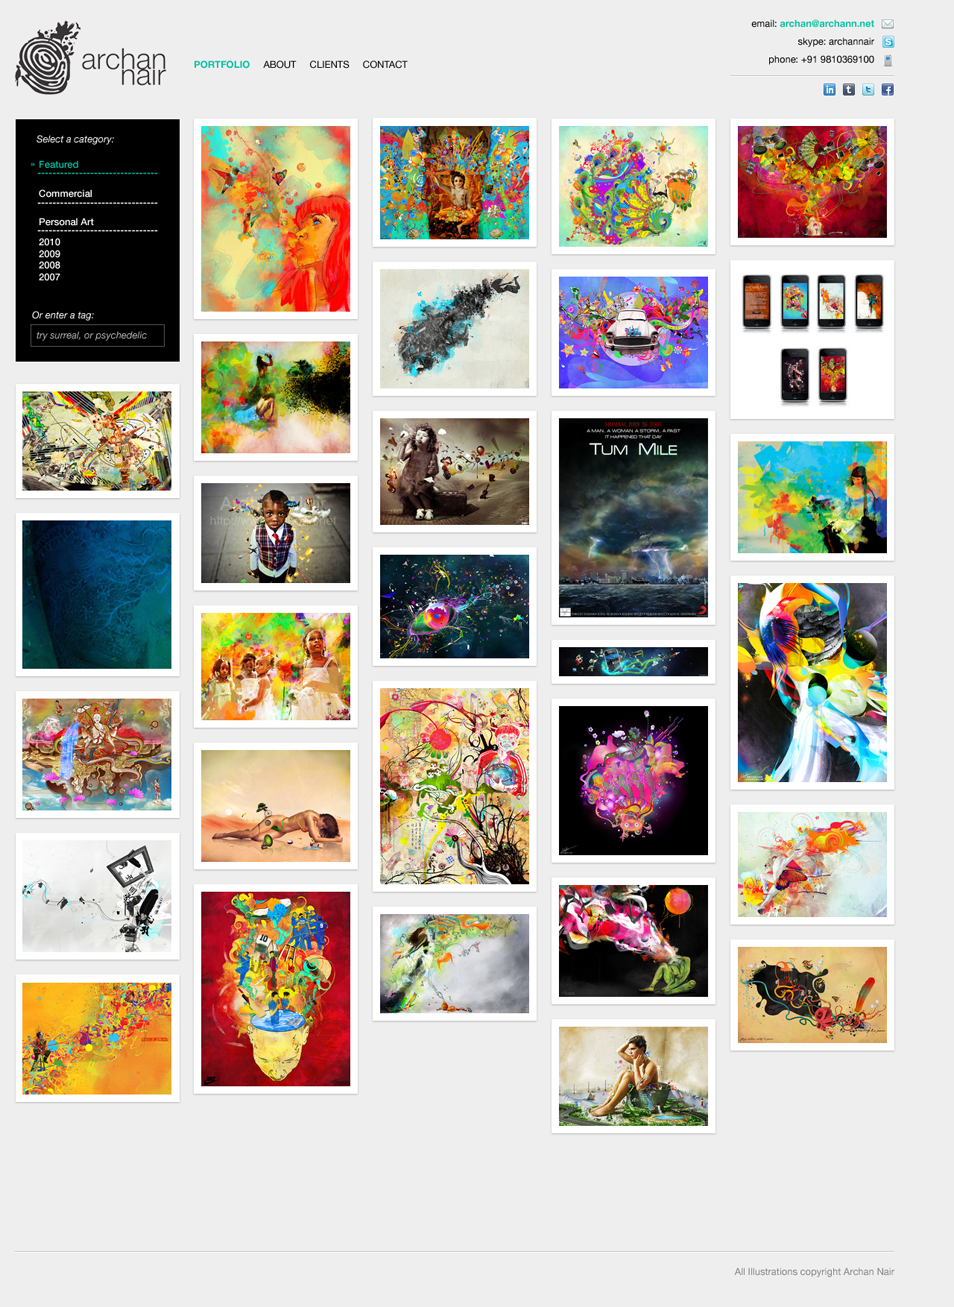 archan
nair
PORTFOLIO ABOUT CLIENTS CONTACT
email: archan@archann.net
skype: archannair
phone: +91 9810369100
in t t f
Select a category:
» Featured
Commercial
Personal Art
2010
2009
2008
2007
Or enter a tag:
try surreal, or psychedelic
A MAN, A WOMAN A STORM, A PAST
IT HAPPENED THAT DAY
TUM MILE
10
All Illustrations copyright Archan Nair